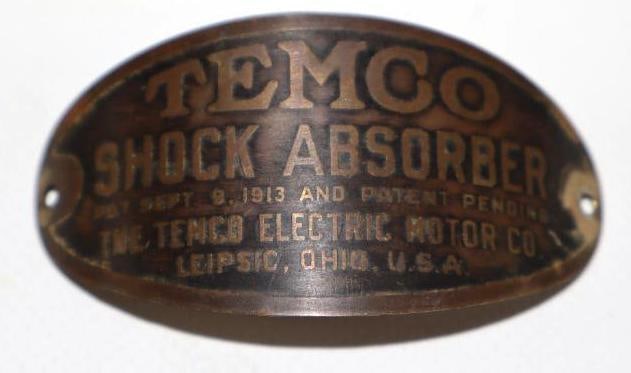 TEMCO
SHOCK ABSORBER
PAT SEPT. 9, 1913 AND PATENT PENDING
THE TEMCO ELECTRIC MOTOR CO.
LEIPSIC, OHIO, U.S.A.